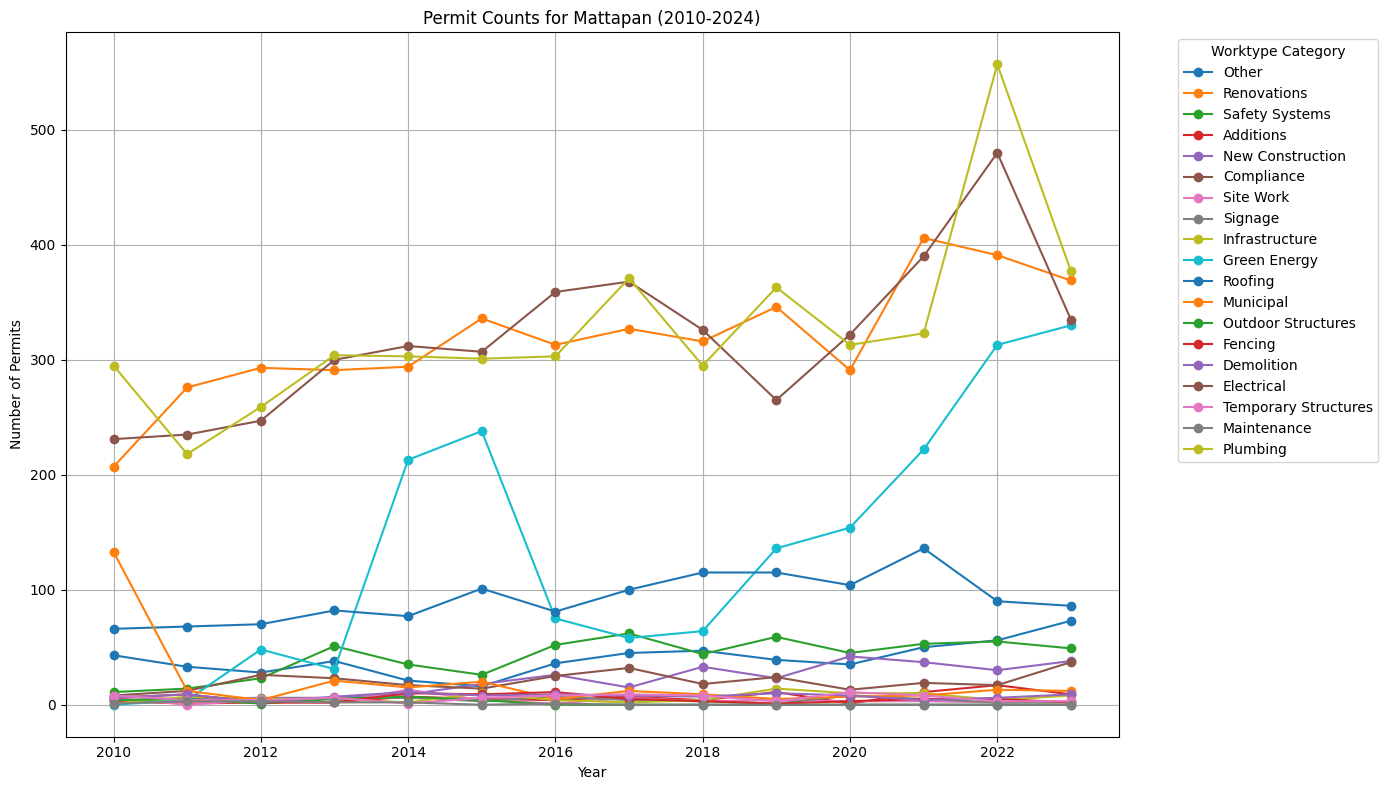 Permit Counts for Mattapan (2010-2024)
Number of Permits
500
400
300
200
100
0
2010
2012
2014
2016
2018
2020
2022
Year
Worktype Category
Other
Renovations
Safety Systems
Additions
New Construction
Compliance
Site Work
Signage
Infrastructure
Green Energy
Roofing
Municipal
Outdoor Structures
Fencing
Demolition
Electrical
Temporary Structures
Maintenance
Plumbing